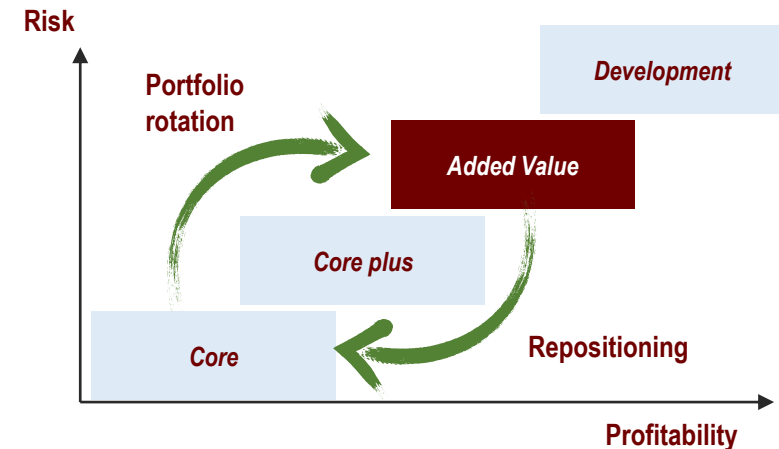 Risk
Development
Portfolio
rotation
Added Value
Core plus
Core
Repositioning
Profitability